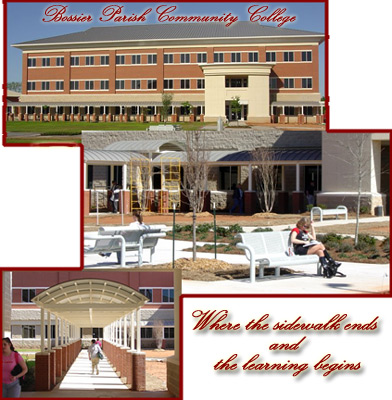 Bossier Parish Community College
Where the sidewalk ends
and
the learning begins